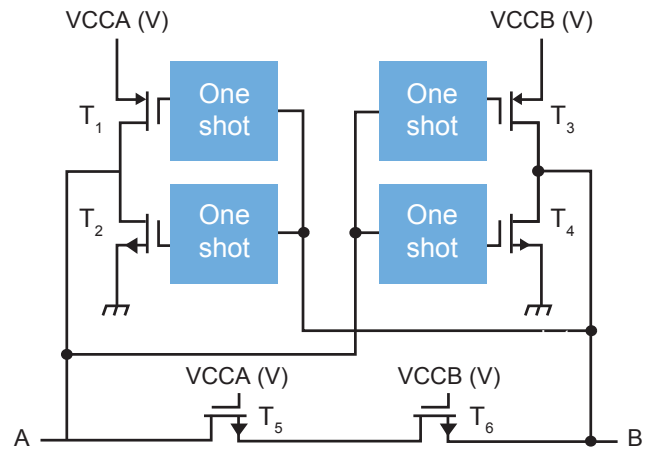 VCCA (V)
VCCB (V)
One
shot
One
shot
T1
T3
One
shot
One
shot
T2
T4
VCCA (V)
VCCB (V)
T5
T6
A
B